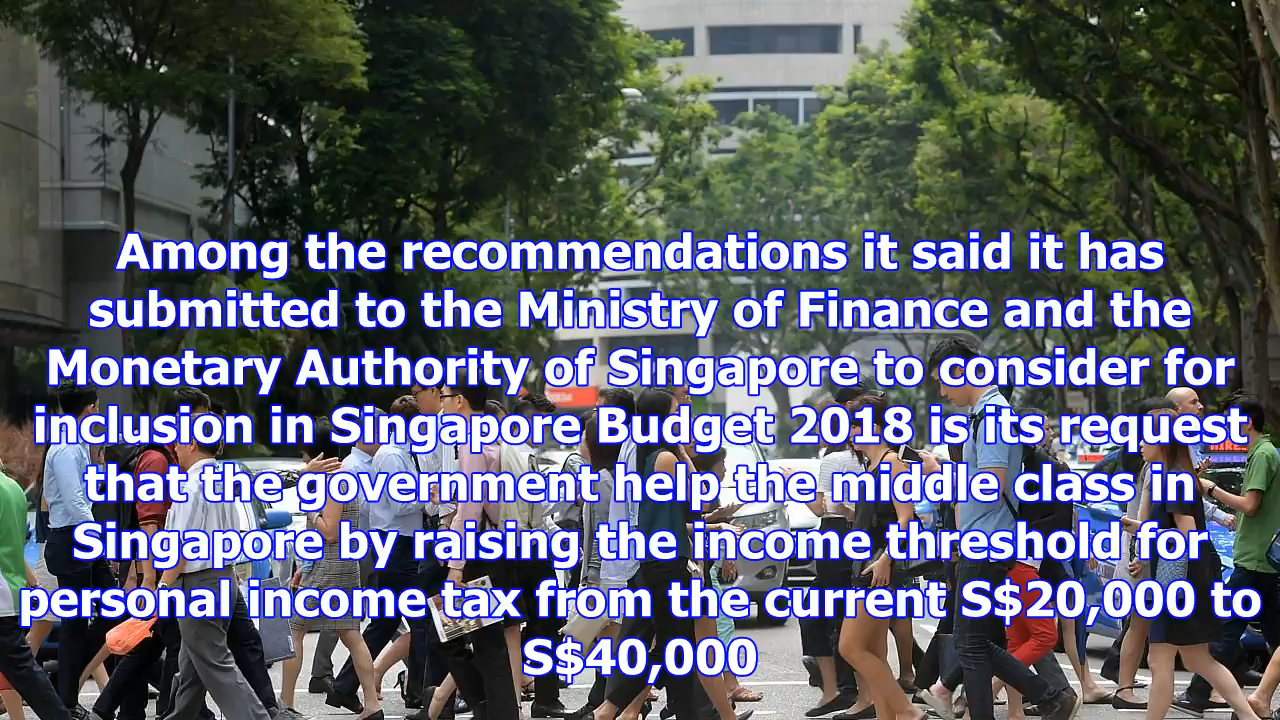 Among the recommendations it said it has
submitted to the Ministry of Finance and the
Monetary Authority of Singapore to consider for
inclusion in Singapore Budget 2018 is its request
that the government help the middle class in
Singapore by raising the income threshold for
personal income tax from the current S$20,000 to
S$40,000